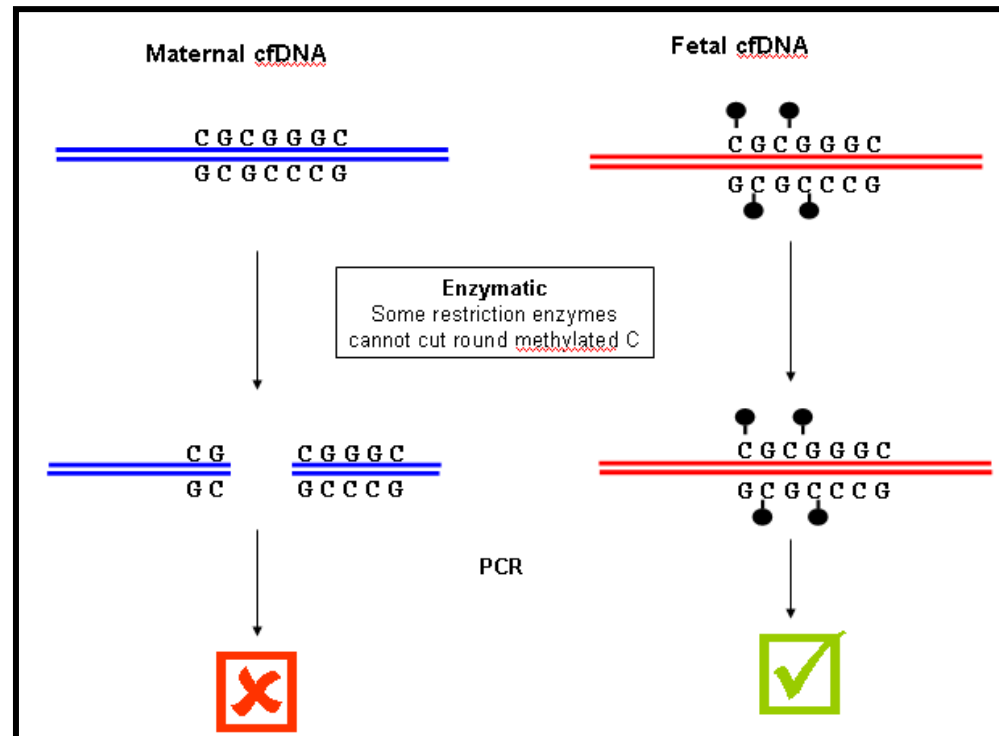 Maternal cfDNA
Fetal cfDNA
C G C G G G C
G C G C C C G
C G C G G G C
G C G C C C G
Enzymatic
Some restriction enzymes
cannot cut round methylated C
C G
G C
C G G G C
G C C C G
C G C G G G C
G C G C C C G
PCR